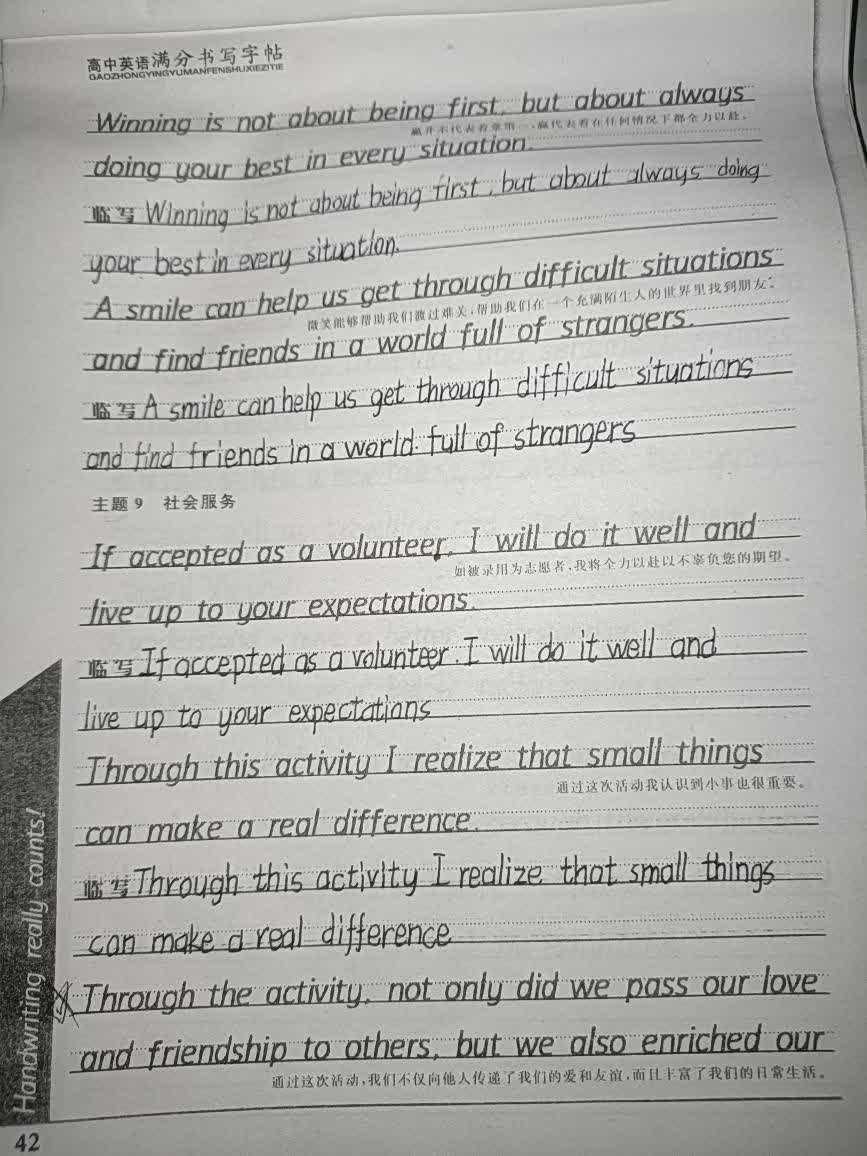 高中英语满分书写字帖
GAOZHONGYINGYUMANFENSHUXIEZITIE
Winning is not about being first, but about always
赢并不代表着拿第一，赢代表着在任何情况下都全力以赴。
doing your best in every situation.
临写 Winning is not about being first, but about always doing
your best in every situation.
A smile can help us get through difficult situations
微笑能够帮助我们渡过难关，帮助我们在一个充满陌生人的世界里找到朋友。
and find friends in a world full of strangers.
临写 A smile can help us get through difficult situations
and find friends in a world full of strangers
主题9 社会服务
If accepted as a volunteer, I will do it well and
如被录用为志愿者，我将全力以赴以不辜负您的期望。
live up to your expectations.
临写 If accepted as a volunteer. I will do it well and
live up to your expectations
Through this activity I realize that small things
通过这次活动我认识到小事也很重要。
can make a real difference.
临写 Through this activity I realize that small things
can make a real difference
Through the activity, not only did we pass our love
and friendship to others, but we also enriched our
通过这次活动，我们不仅向他人传递了我们的爱和友谊，而且丰富了我们的日常生活。
Handwriting really counts!
42